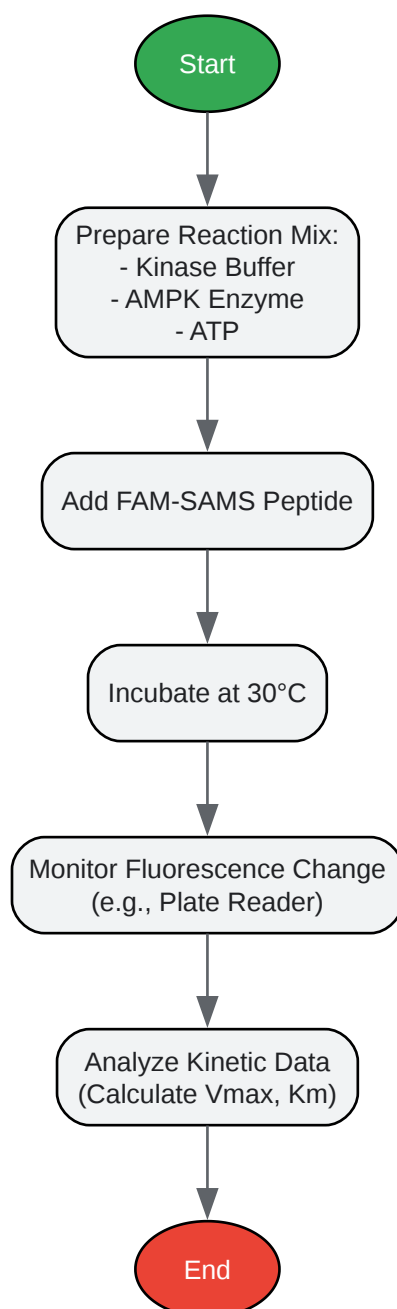 Start
Prepare Reaction Mix:
- Kinase Buffer
- AMPK Enzyme
- ATP
Add FAM-SAMS Peptide
Incubate at 30°C
Monitor Fluorescence Change
(e.g., Plate Reader)
Analyze Kinetic Data
(Calculate Vmax, Km)
End